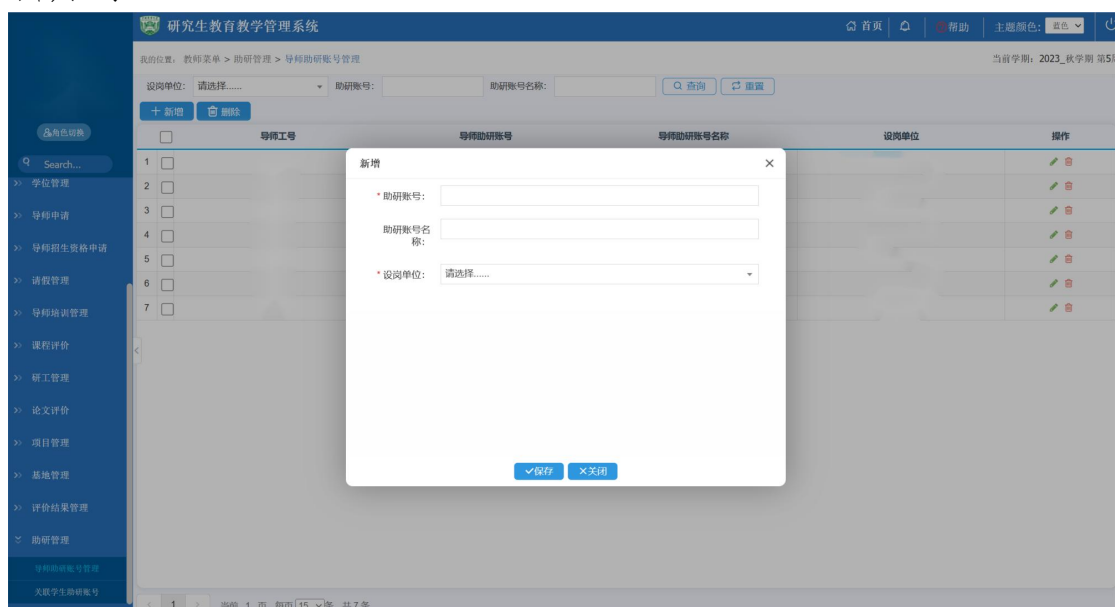 研究生教育教学管理系统
首页
帮助
主题颜色: 蓝色
我的位置: 教师菜单 > 助研管理 > 导师助研账号管理
当前学期: 2023_秋学期 第5
设岗单位: 请选择...... 助研账号: 助研账号名称: 查询 重置
+ 新增 删除
导师工号 导师助研账号 导师助研账号名称 设岗单位 操作
1
2
3
4
5
6
7
角色切换
Search...
学位管理
导师申请
导师招生资格申请
请假管理
导师培训管理
课程评价
研工管理
论文评价
项目管理
基地管理
评价结果管理
助研管理
导师助研账号管理
关联学生助研账号
新增
* 助研账号:
助研账号名
称:
* 设岗单位: 请选择......
保存 ×关闭
1 当前 1 页 每页 15 条 共 7 条